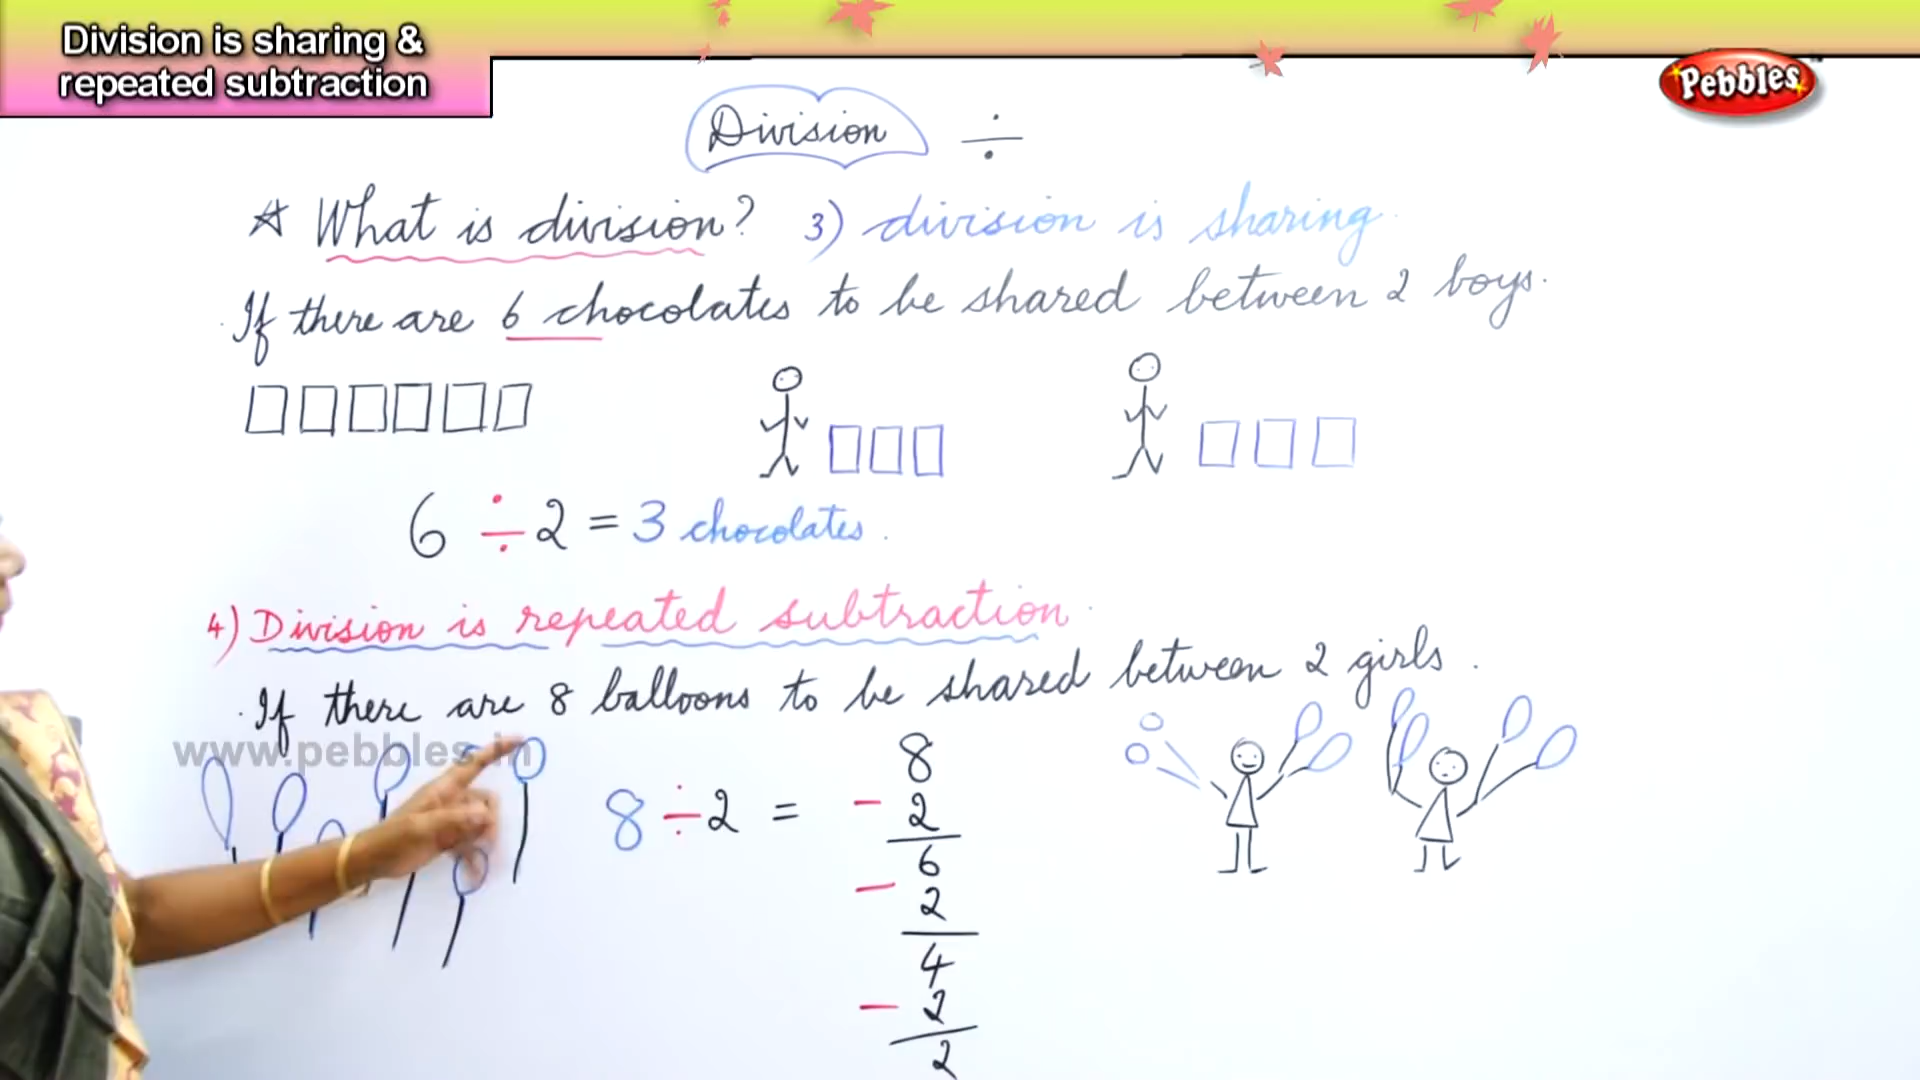 Division is sharing &
repeated subtraction
Pebbles
Division ÷
What is division? 3) division is sharing.
If there are 6 chocolates to be shared between 2 boys.
6 ÷ 2 = 3 chocolates.
4) Division is repeated subtraction.
If there are 8 balloons to be shared between 2 girls.
www.pebbles.in
8 ÷ 2 =
8
- 2
6
- 2
4
- 2
2